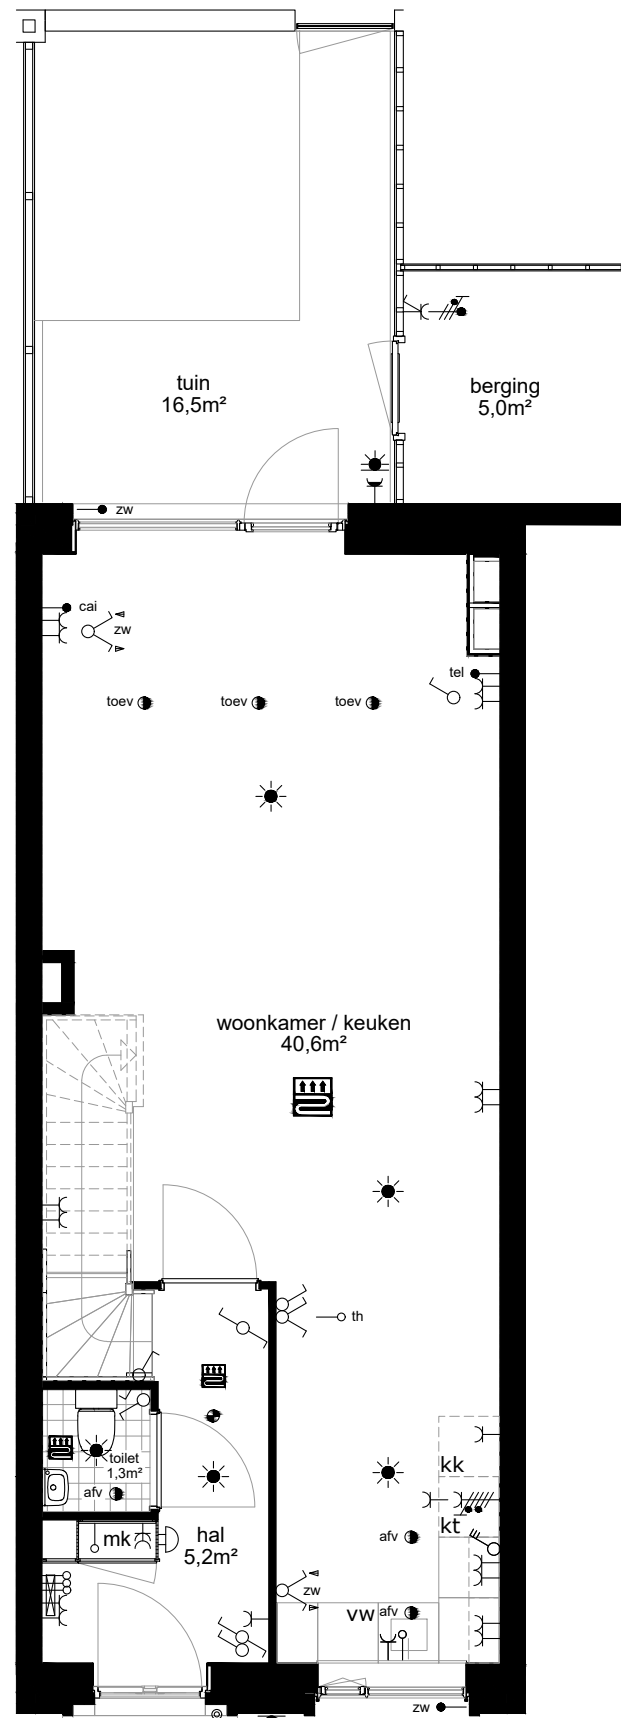 tuin
16,5m²
berging
5,0m²
zw
cai
zw
tel
toev
toev
toev
woonkamer / keuken
40,6m²
th
toilet
1,3m²
afv
kk
kt
afv
mk
hal
5,2m²
zw
vw
afv
zw